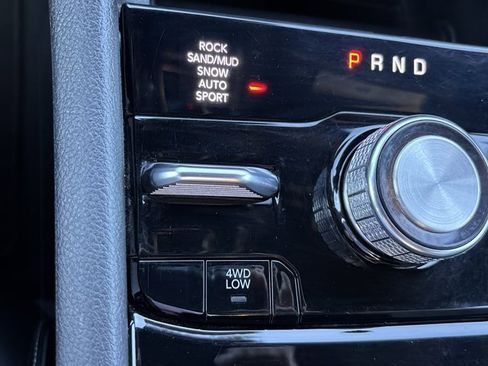 ROCK
SAND/MUD
SNOW
AUTO
SPORT
P R N D
4WD
LOW